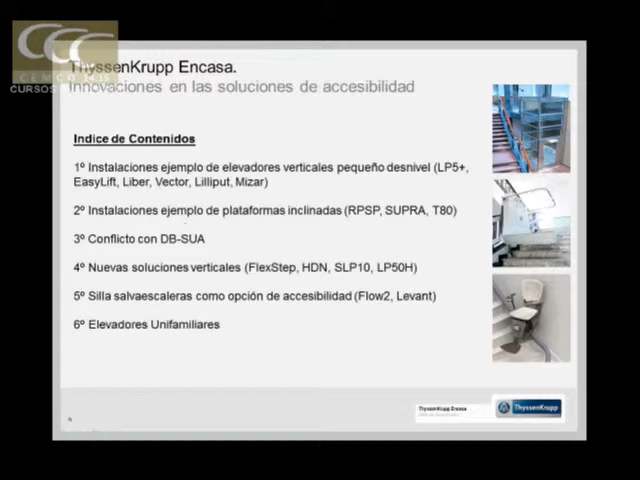 CEMCO 14.15
CURSOS
ThyssenKrupp Encasa.
Innovaciones en las soluciones de accesibilidad
Indice de Contenidos
1º Instalaciones ejemplo de elevadores verticales pequeño desnivel (LP5+,
EasyLift, Liber, Vector, Lilliput, Mizar)
2º Instalaciones ejemplo de plataformas inclinadas (RPSP, SUPRA, T80)
3º Conflicto con DB-SUA
4º Nuevas soluciones verticales (FlexStep, HDN, SLP10, LP50H)
5º Silla salvaescaleras como opción de accesibilidad (Flow2, Levant)
6º Elevadores Unifamiliares
ThyssenKrupp Encasa
ThyssenKrupp